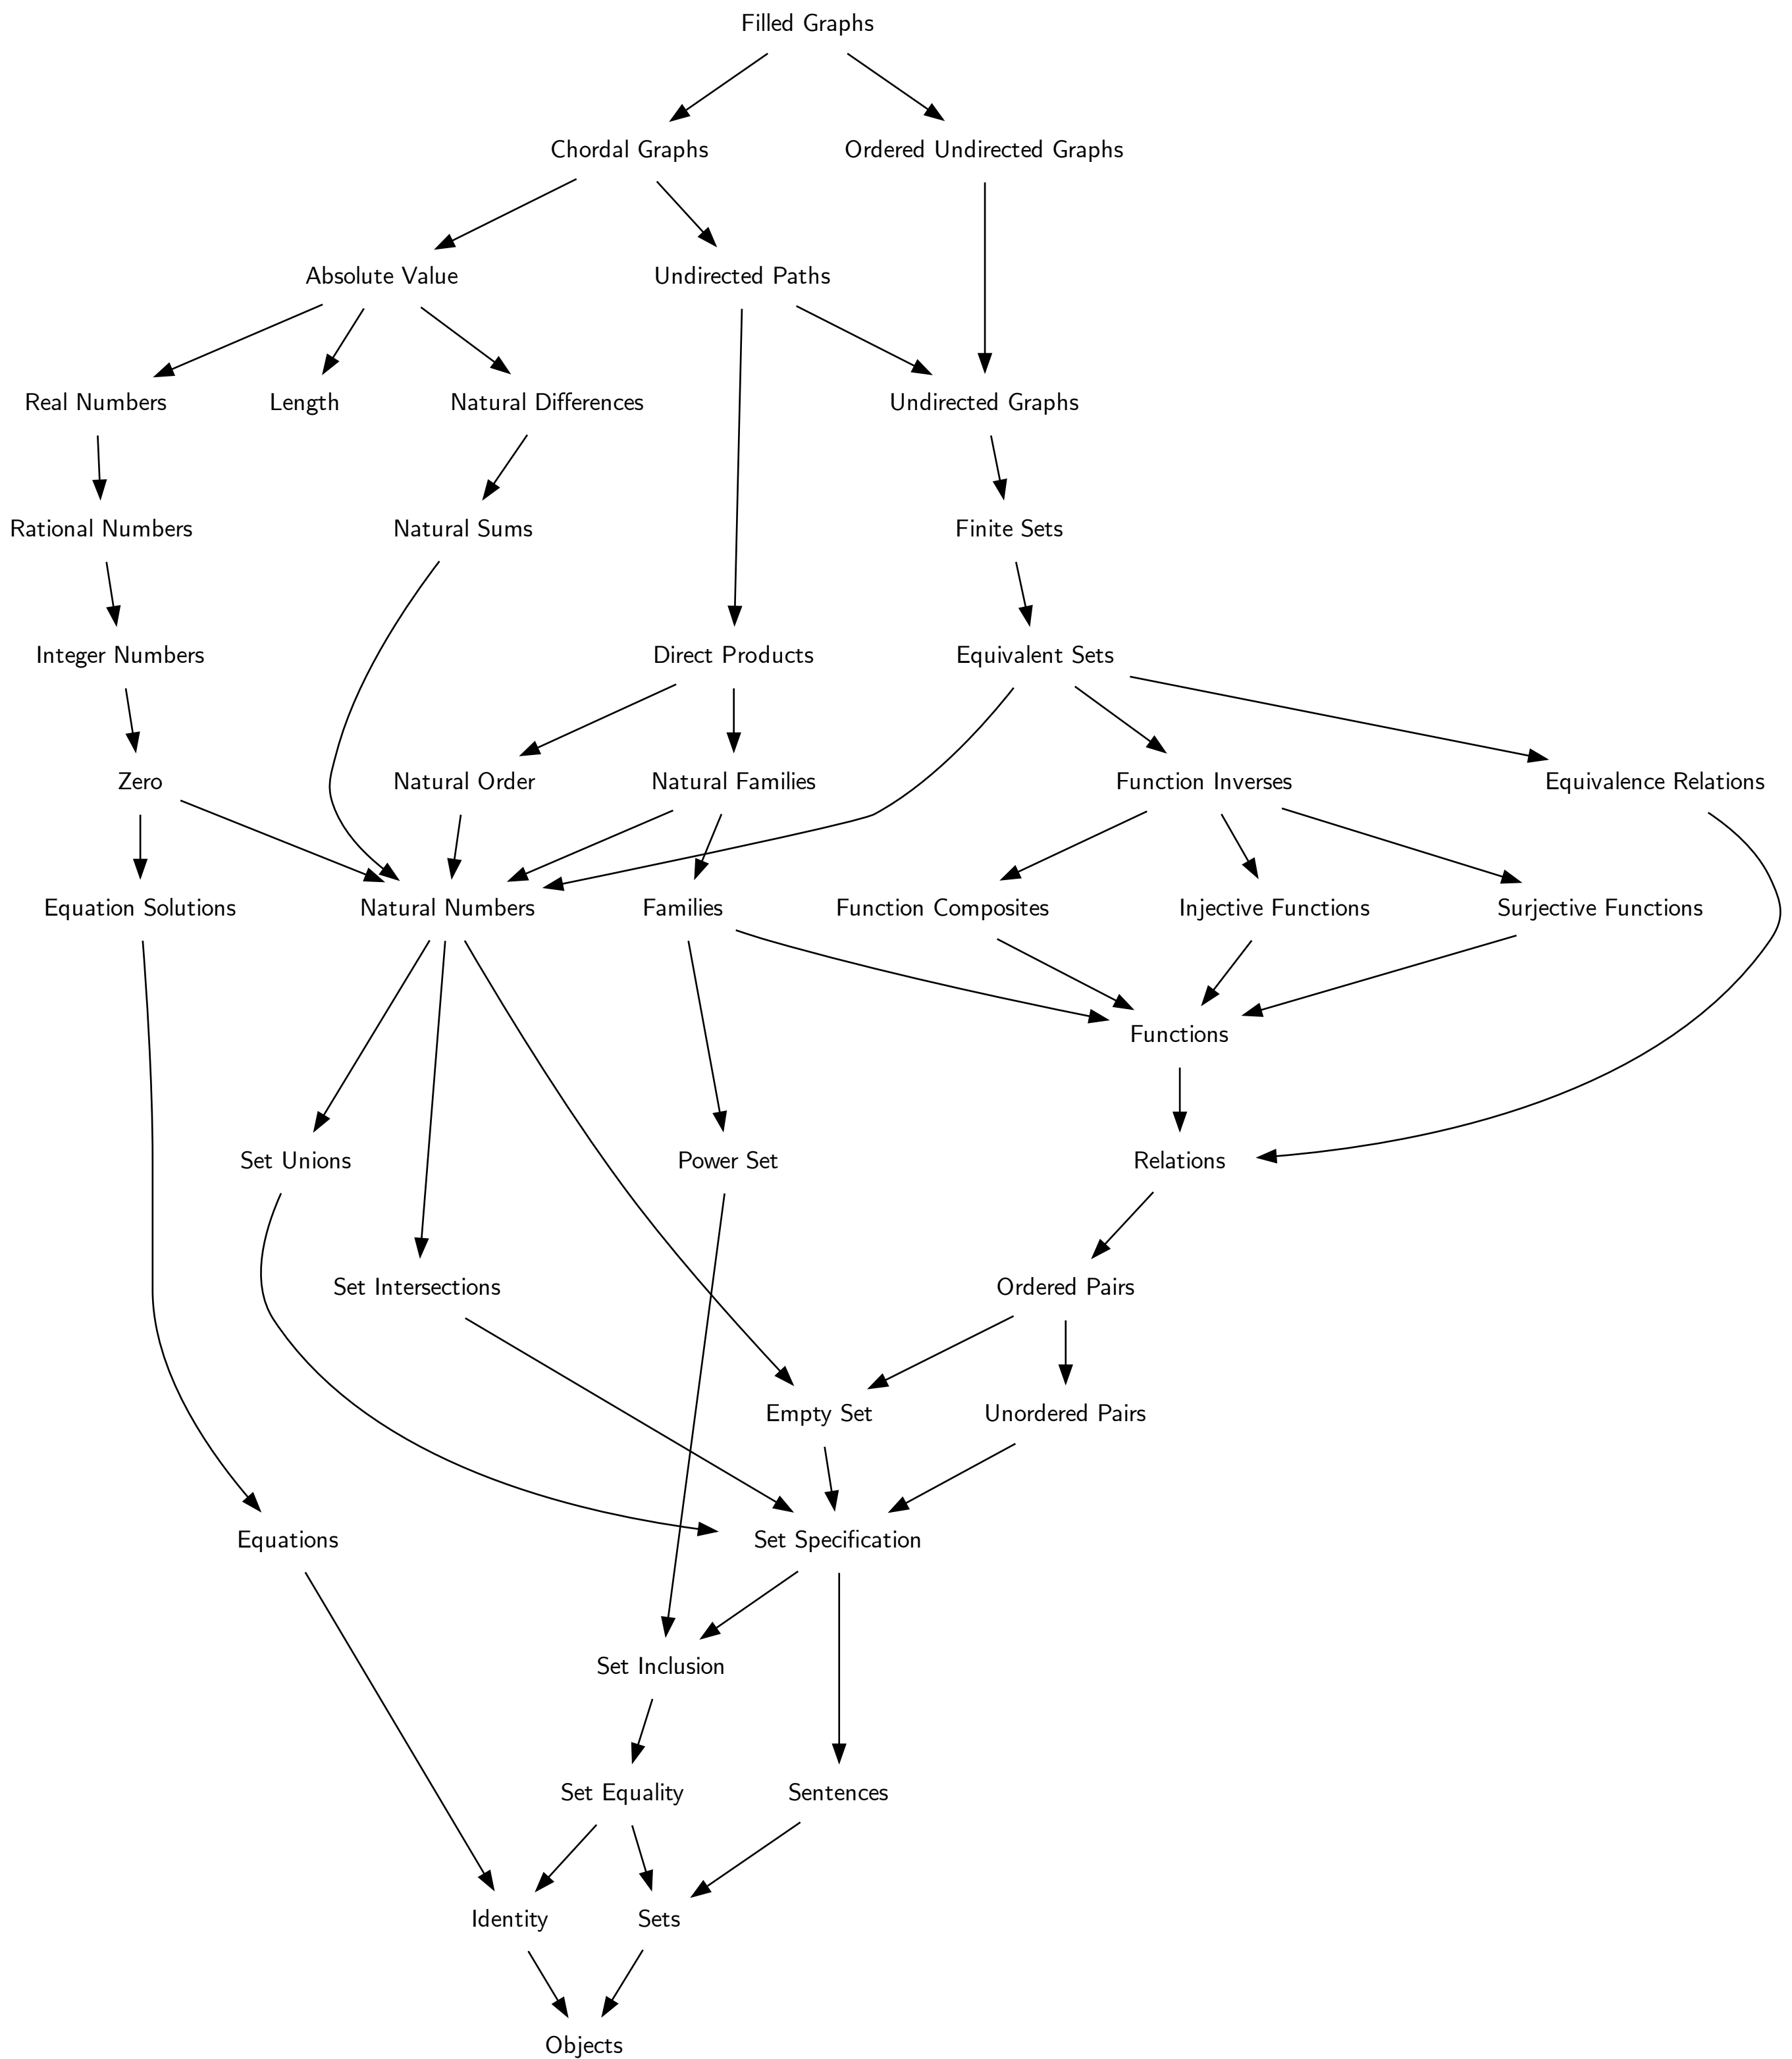 Filled Graphs
Chordal Graphs
Ordered Undirected Graphs
Absolute Value
Undirected Paths
Real Numbers
Length
Natural Differences
Undirected Graphs
Rational Numbers
Natural Sums
Finite Sets
Integer Numbers
Direct Products
Equivalent Sets
Zero
Natural Order
Natural Families
Function Inverses
Equivalence Relations
Equation Solutions
Natural Numbers
Families
Function Composites
Injective Functions
Surjective Functions
Functions
Set Unions
Power Set
Relations
Set Intersections
Ordered Pairs
Empty Set
Unordered Pairs
Equations
Set Specification
Set Inclusion
Set Equality
Sentences
Identity
Sets
Objects